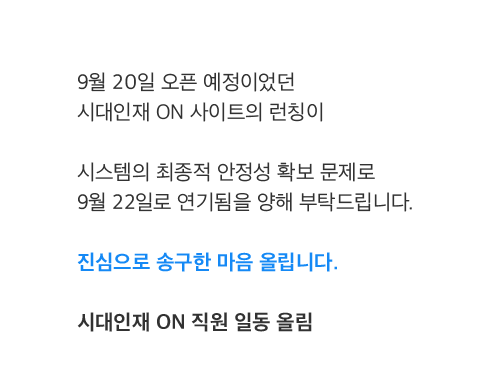 9월 20일 오픈 예정이었던
시대인재 ON 사이트의 런칭이
시스템의 최종적 안정성 확보 문제로
9월 22일로 연기됨을 양해 부탁드립니다.
진심으로 송구한 마음 올립니다.
시대인재 ON 직원 일동 올림